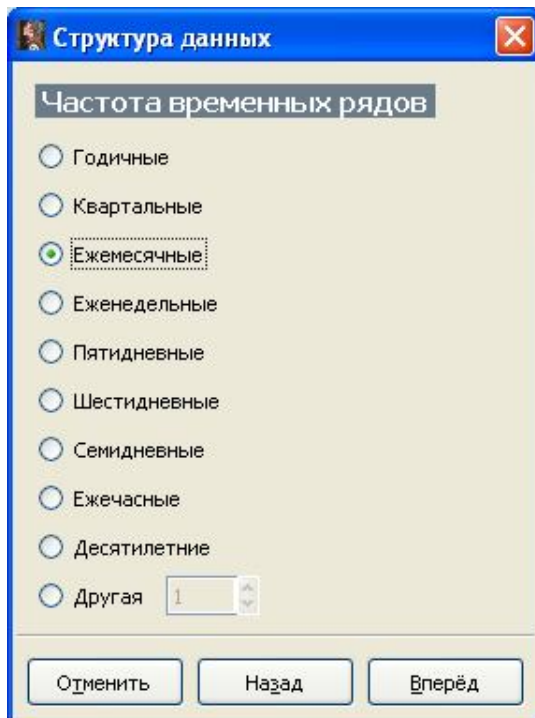 Структура данных
Частота временных рядов
Годичные
Квартальные
Ежемесячные
Еженедельные
Пятидневные
Шестидневные
Семидневные
Ежечасные
Десятилетние
Другая 1
Отменить Назад Вперёд